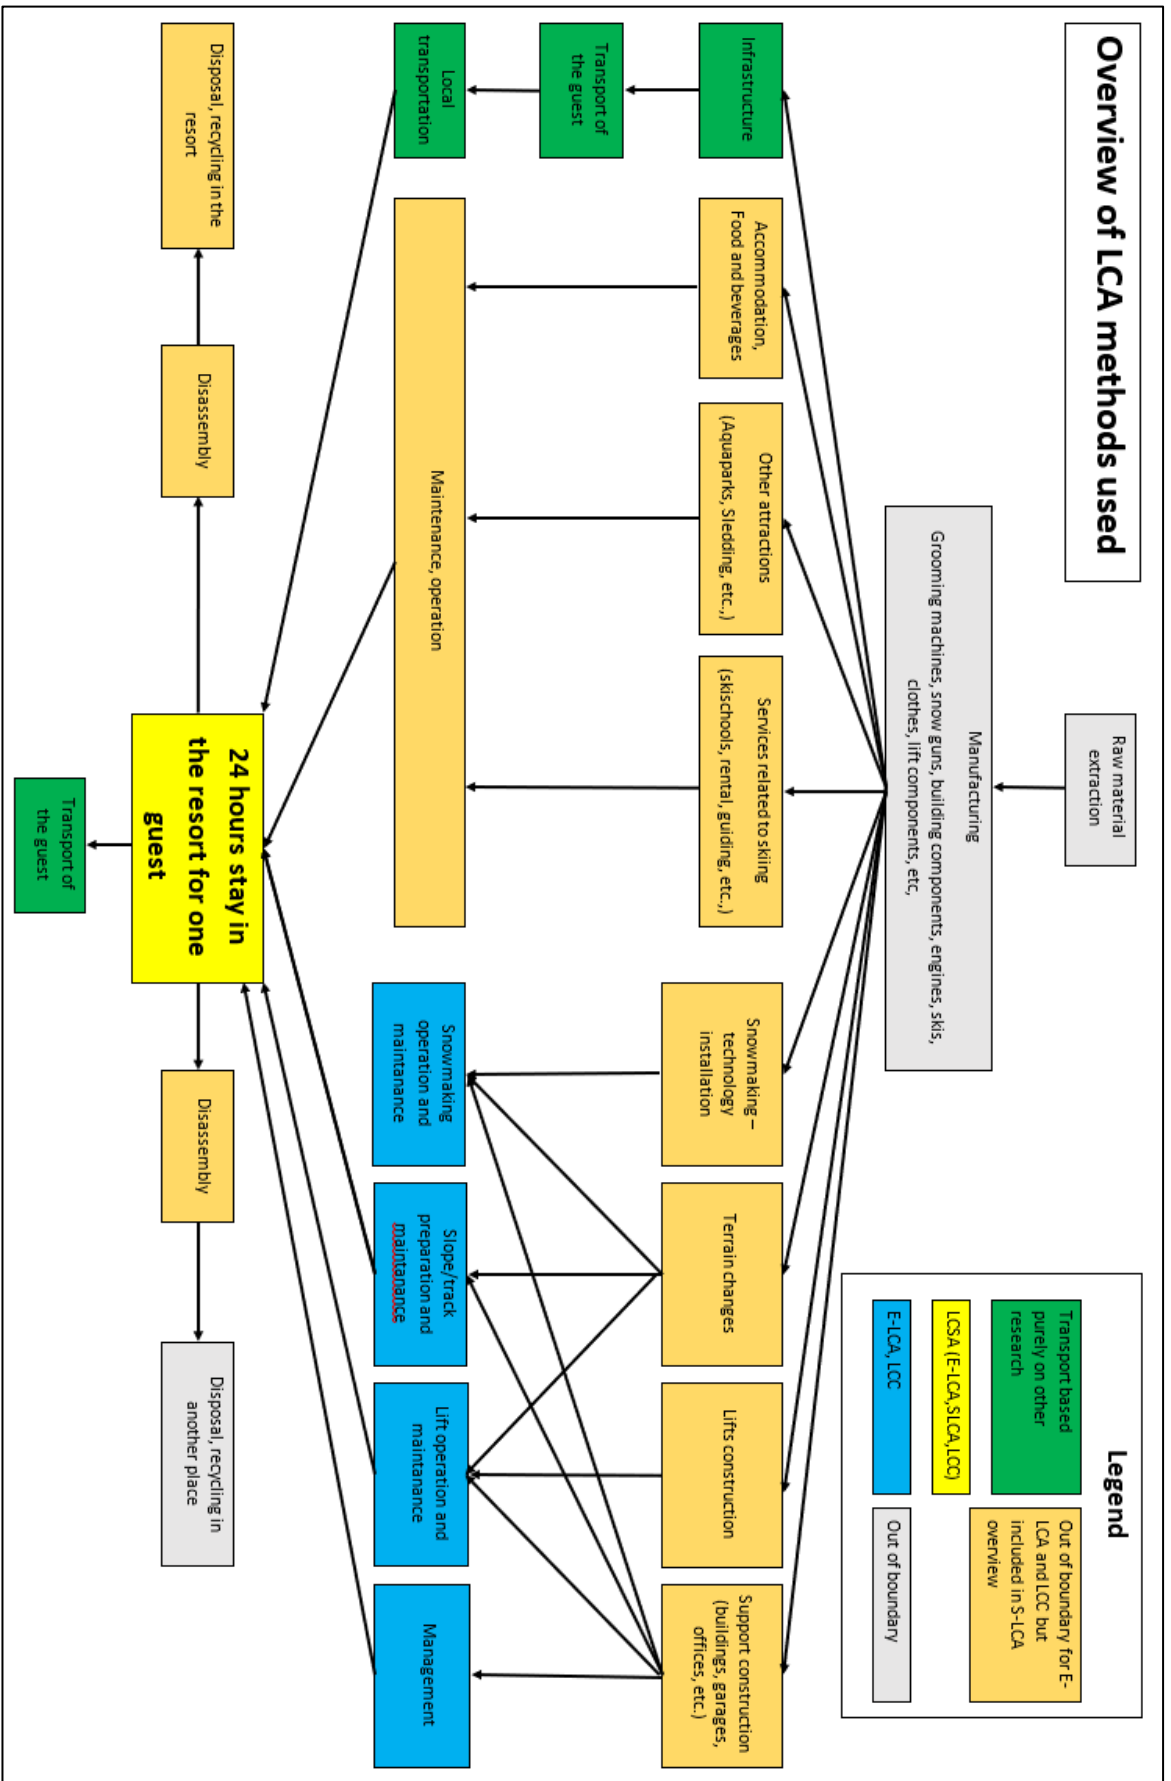 Overview of LCA methods used
Raw material
extraction
Legend
Transport based
purely on other
research
LCSA (E-LCA,SLCA,LCC)
E-LCA, LCC
Out of boundary for E-
LCA and LCC but
included in S-LCA
overview
Out of boundary
Manufacturing
Grooming machines, snow guns, building components, engines, skis,
clothes, lift components, etc,
Infrastructure
Accommodation,
Food and beverages
Other attractions
(Aquaparks, Sledding, etc.,)
Services related to skiing
(skischools, rental, guiding, etc.,)
Snowmaking –
technology
installation
Terrain changes
Lifts construction
Support construction
(buildings, garages,
offices, etc.)
Transport of
the guest
Local
transportation
Maintenance, operation
Snowmaking
operation and
maintanance
Slope/track
preparation and
maintanance
Lift operation and
maintanance
Management
Disposal, recycling in the
resort
Disassembly
24 hours stay in
the resort for one
guest
Disassembly
Disposal, recycling in
another place
Transport of
the guest